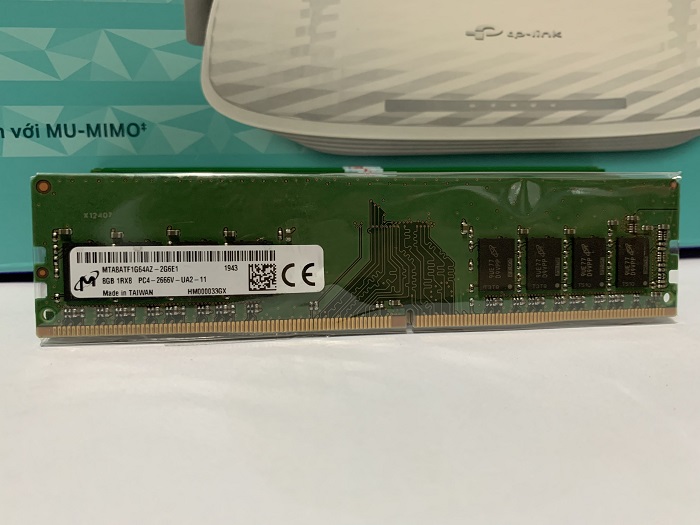 tp-link
n với MU-MIMO‡
K12407
MTA8ATF1G64AZ-2G6E1 1943
8GB 1RX8 PC4-2666V-UA2-11
Made in TAIWAN HM000033GX
CE